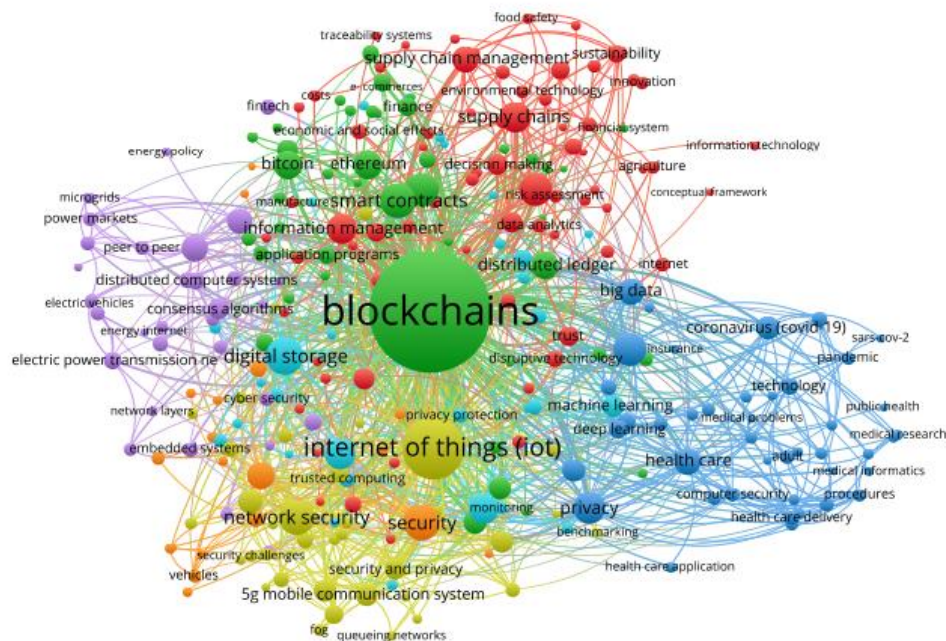 food safety
traceability systems
supply chain management
sustainability
e- commerces
environmental technology
innovation
costs
fintech
finance
supply chains
economic and social effects
financial system
energy policy
bitcoin
ethereum
decision making
information technology
agriculture
microgrids
manufacture
smart contracts
risk assessment
conceptual framework
power markets
information management
data analytics
peer to peer
application programs
distributed ledger
internet
distributed computer systems
big data
electric vehicles
consensus algorithms
blockchains
energy internet
trust
coronavirus (covid-19)
sars-cov-2
electric power transmission ne
digital storage
disruptive technology
insurance
pandemic
cyber security
technology
network layers
privacy protection
machine learning
public health
deep learning
medical problems
embedded systems
internet of things (iot)
medical research
health care
adult
trusted computing
medical informatics
computer security
procedures
network security
security
monitoring
privacy
health care delivery
benchmarking
security challenges
vehicles
security and privacy
health care application
5g mobile communication system
fog
queueing networks